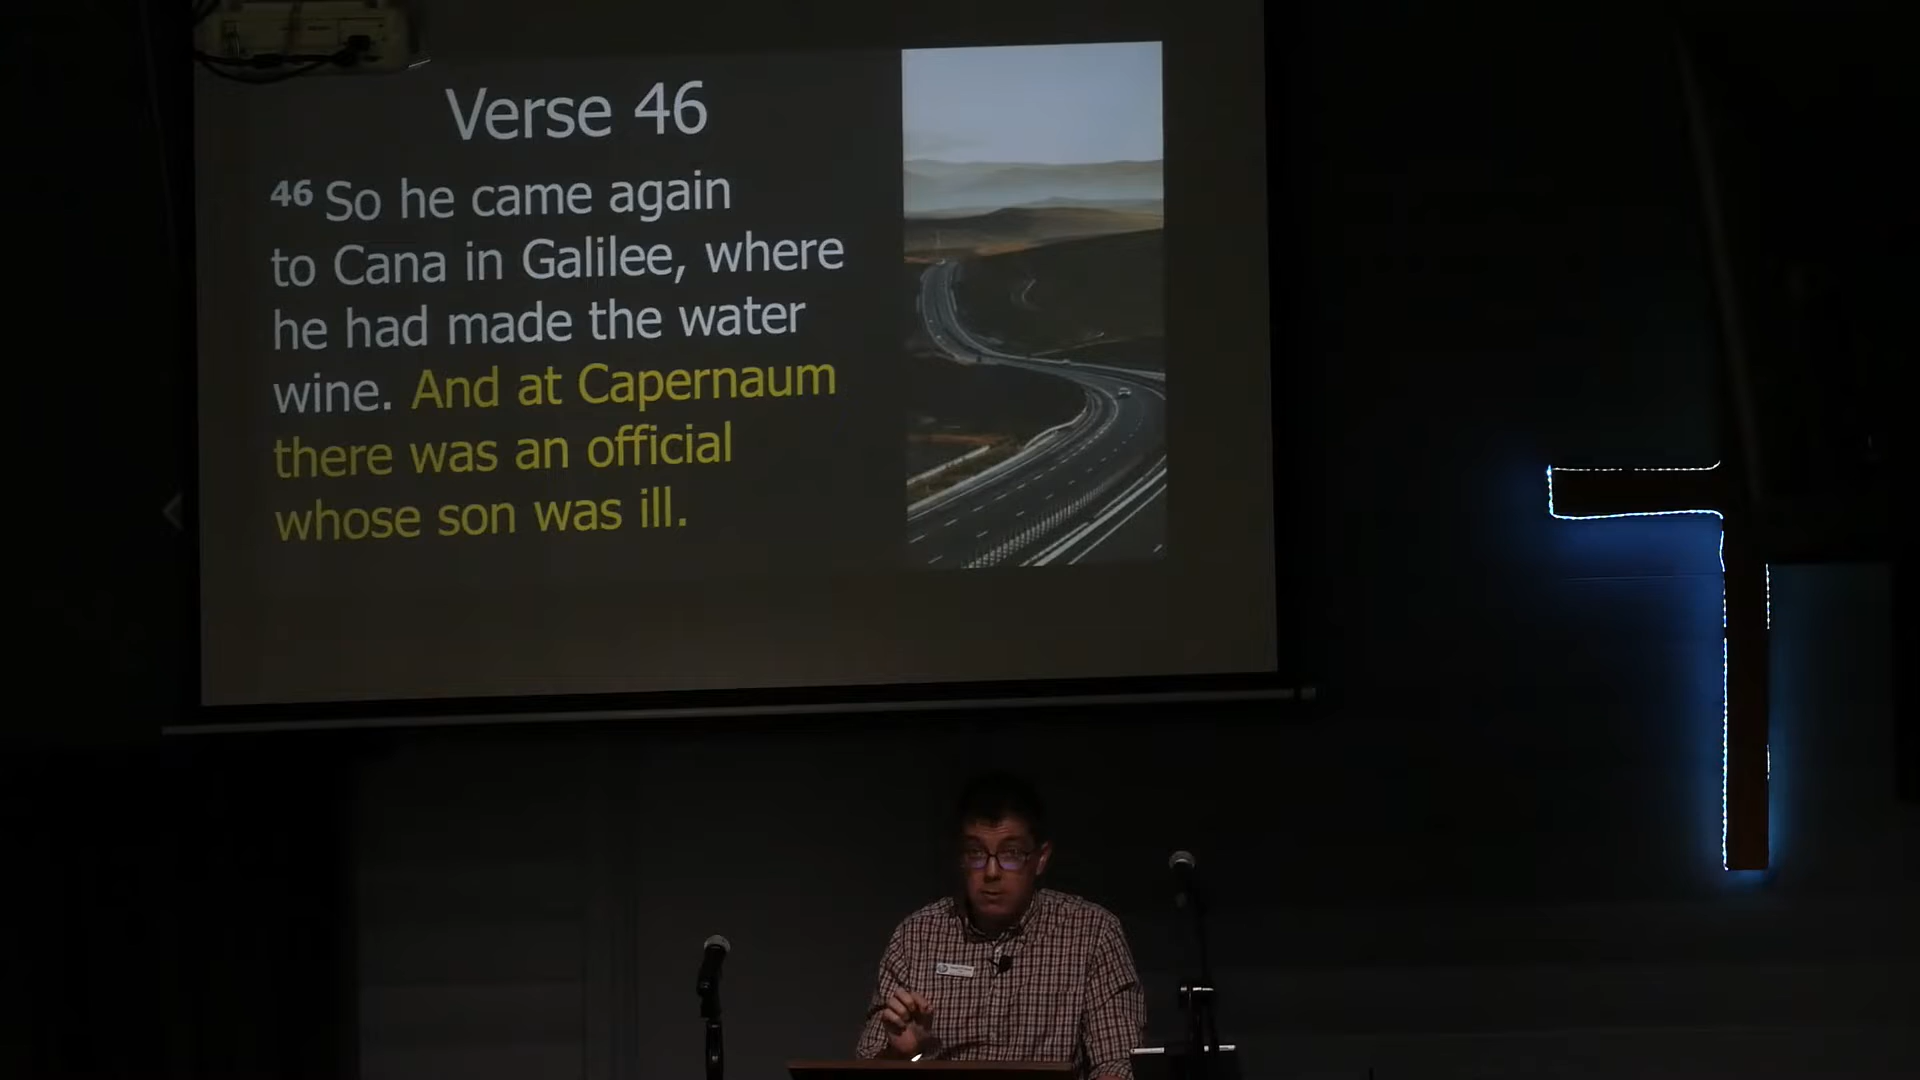 Verse 46
46 So he came again
to Cana in Galilee, where
he had made the water
wine. And at Capernaum
there was an official
whose son was ill.